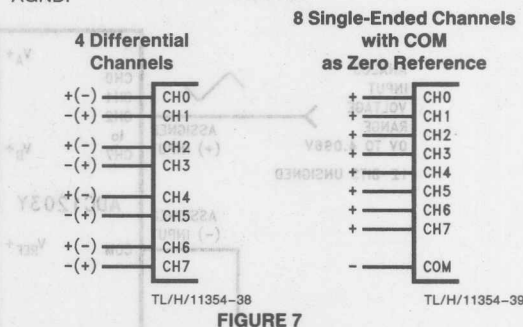 AGND.
4 Differential
Channels
+(-) CH0
-(+) CH1
+(-) CH2
-(+) CH3
+(-) CH4
-(+) CH5
+(-) CH6
-(+) CH7
TL/H/11354-38
8 Single-Ended Channels
with COM
as Zero Reference
+ CH0
+ CH1
+ CH2
+ CH3
+ CH4
+ CH5
+ CH6
+ CH7
- COM
TL/H/11354-39
FIGURE 7